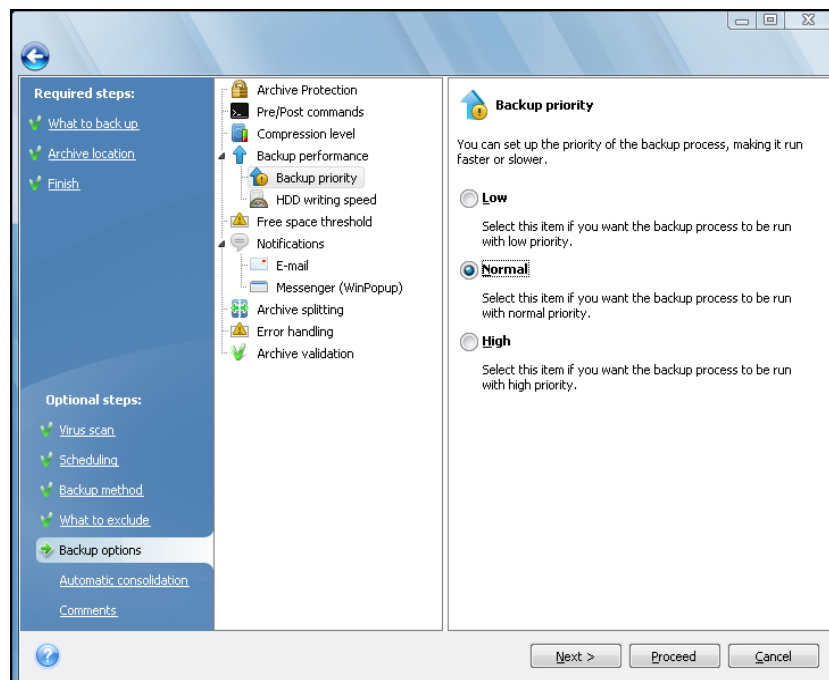 Required steps:
What to back up
Archive location
Finish
Optional steps:
Virus scan
Scheduling
Backup method
What to exclude
Backup options
Automatic consolidation
Comments
Archive Protection
Pre/Post commands
Compression level
Backup performance
Backup priority
HDD writing speed
Free space threshold
Notifications
E-mail
Messenger (WinPopup)
Archive splitting
Error handling
Archive validation
Backup priority
You can set up the priority of the backup process, making it run
faster or slower.
Low
Select this item if you want the backup process to be run
with low priority.
Normal
Select this item if you want the backup process to be run
with normal priority.
High
Select this item if you want the backup process to be run
with high priority.
Next >
Proceed
Cancel